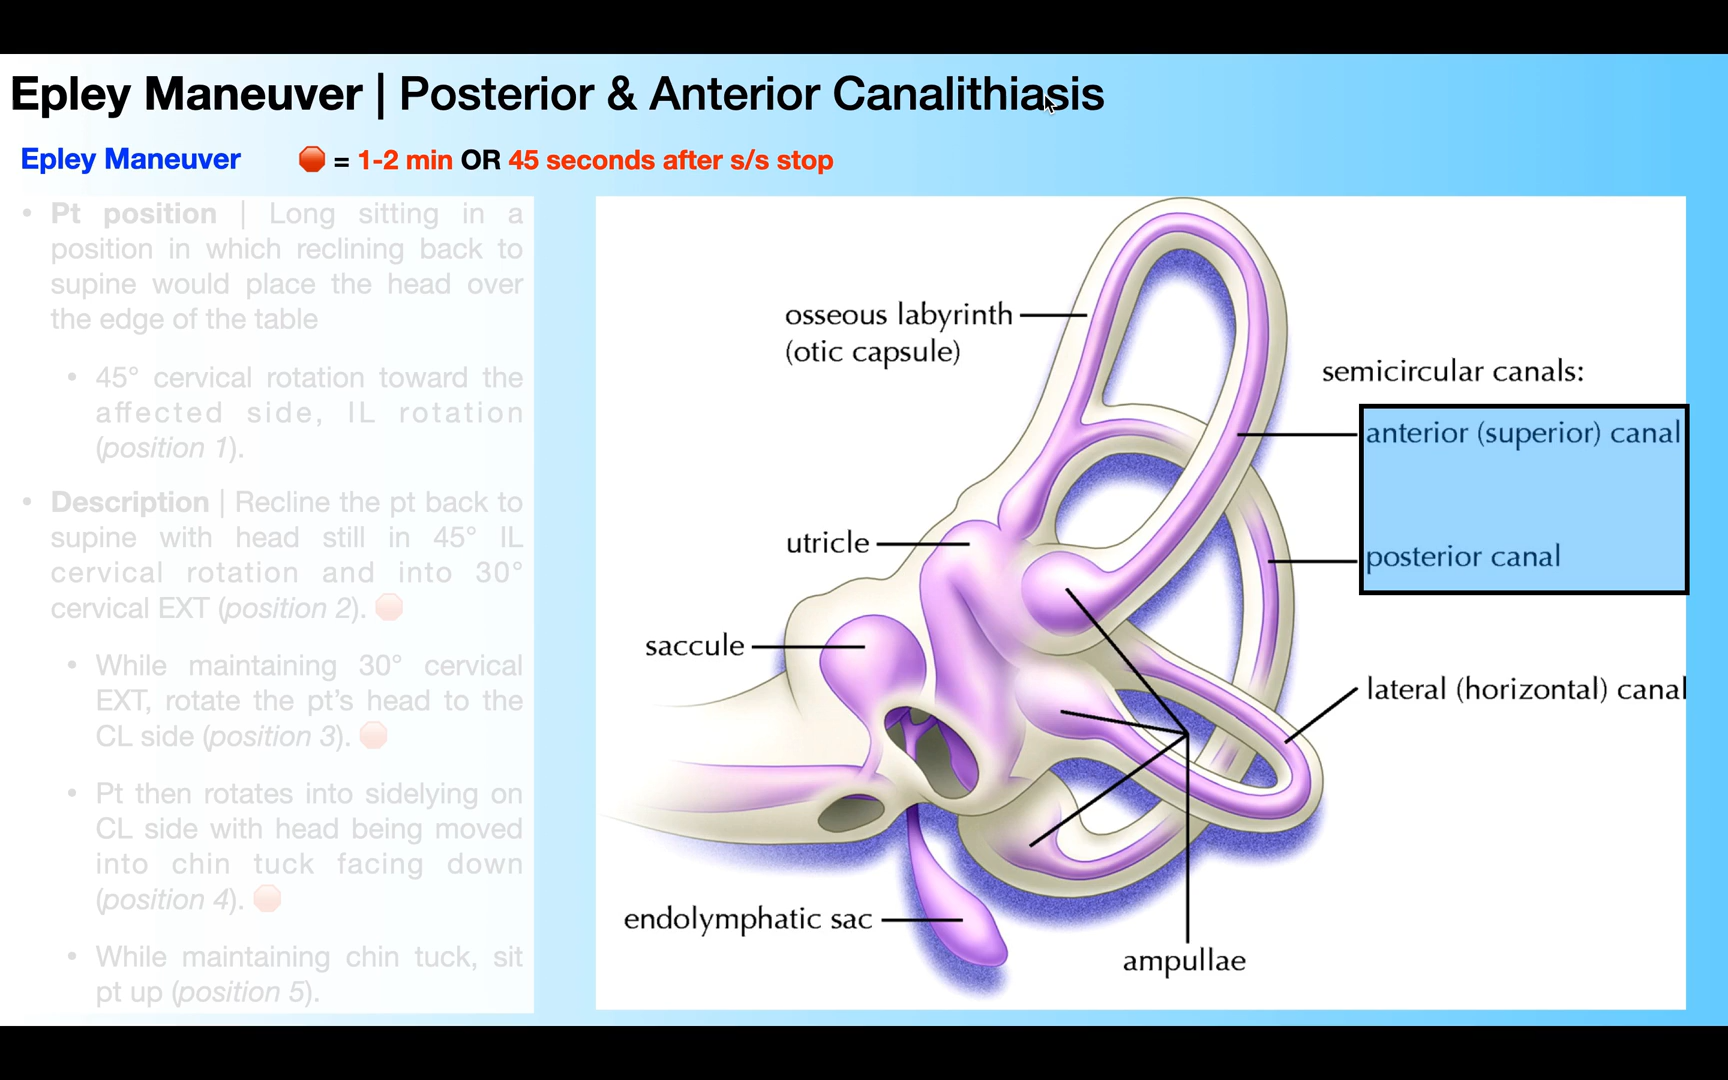 Epley Maneuver | Posterior & Anterior Canalithiasis
Epley Maneuver 🛑 = 1-2 min OR 45 seconds after s/s stop
• Pt position | Long sitting in a
position in which reclining back to
supine would place the head over
the edge of the table
• 45° cervical rotation toward the
affected side, IL rotation
(position 1).
• Description | Recline the pt back to
supine with head still in 45° IL
cervical rotation and into 30°
cervical EXT (position 2). 🛑
• While maintaining 30° cervical
EXT, rotate the pt's head to the
CL side (position 3). 🛑
• Pt then rotates into sidelying on
CL side with head being moved
into chin tuck facing down
(position 4). 🛑
• While maintaining chin tuck, sit
pt up (position 5).
osseous labyrinth
(otic capsule)
semicircular canals:
anterior (superior) canal
utricle
posterior canal
saccule
lateral (horizontal) canal
endolymphatic sac
ampullae